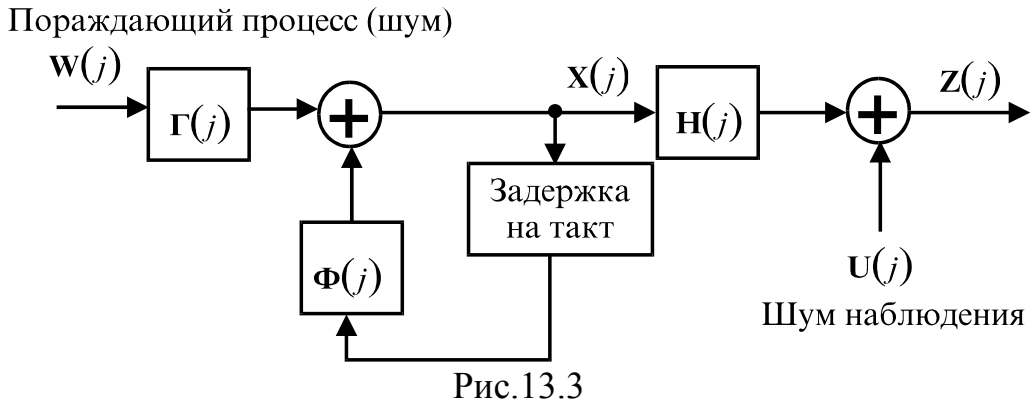 Пораждающий процесс (шум)
W(j)
Г(j)
+
X(j)
H(j)
+
Z(j)
Задержка
на такт
Ф(j)
U(j)
Шум наблюдения
Рис.13.3